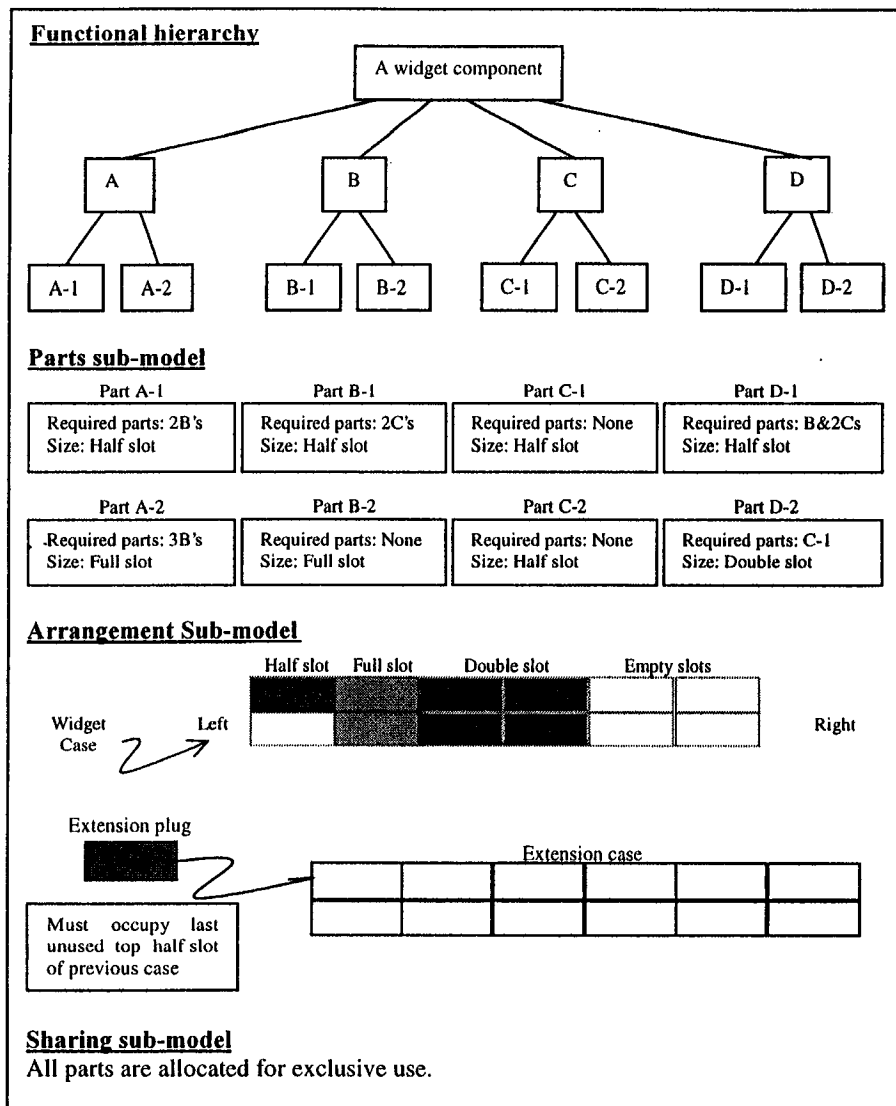 Functional hierarchy
A widget component
A
B
C
D
A-1
A-2
B-1
B-2
C-1
C-2
D-1
D-2
Parts sub-model
Part A-1
Part B-1
Part C-1
Part D-1
Required parts: 2B's
Size: Half slot
Required parts: 2C's
Size: Half slot
Required parts: None
Size: Half slot
Required parts: B&2Cs
Size: Half slot
Part A-2
Part B-2
Part C-2
Part D-2
Required parts: 3B's
Size: Full slot
Required parts: None
Size: Full slot
Required parts: None
Size: Half slot
Required parts: C-1
Size: Double slot
Arrangement Sub-model
Half slot
Full slot
Double slot
Empty slots
Widget
Case
Left
Right
Extension plug
Extension case
Must occupy last
unused top half slot
of previous case
Sharing sub-model
All parts are allocated for exclusive use.